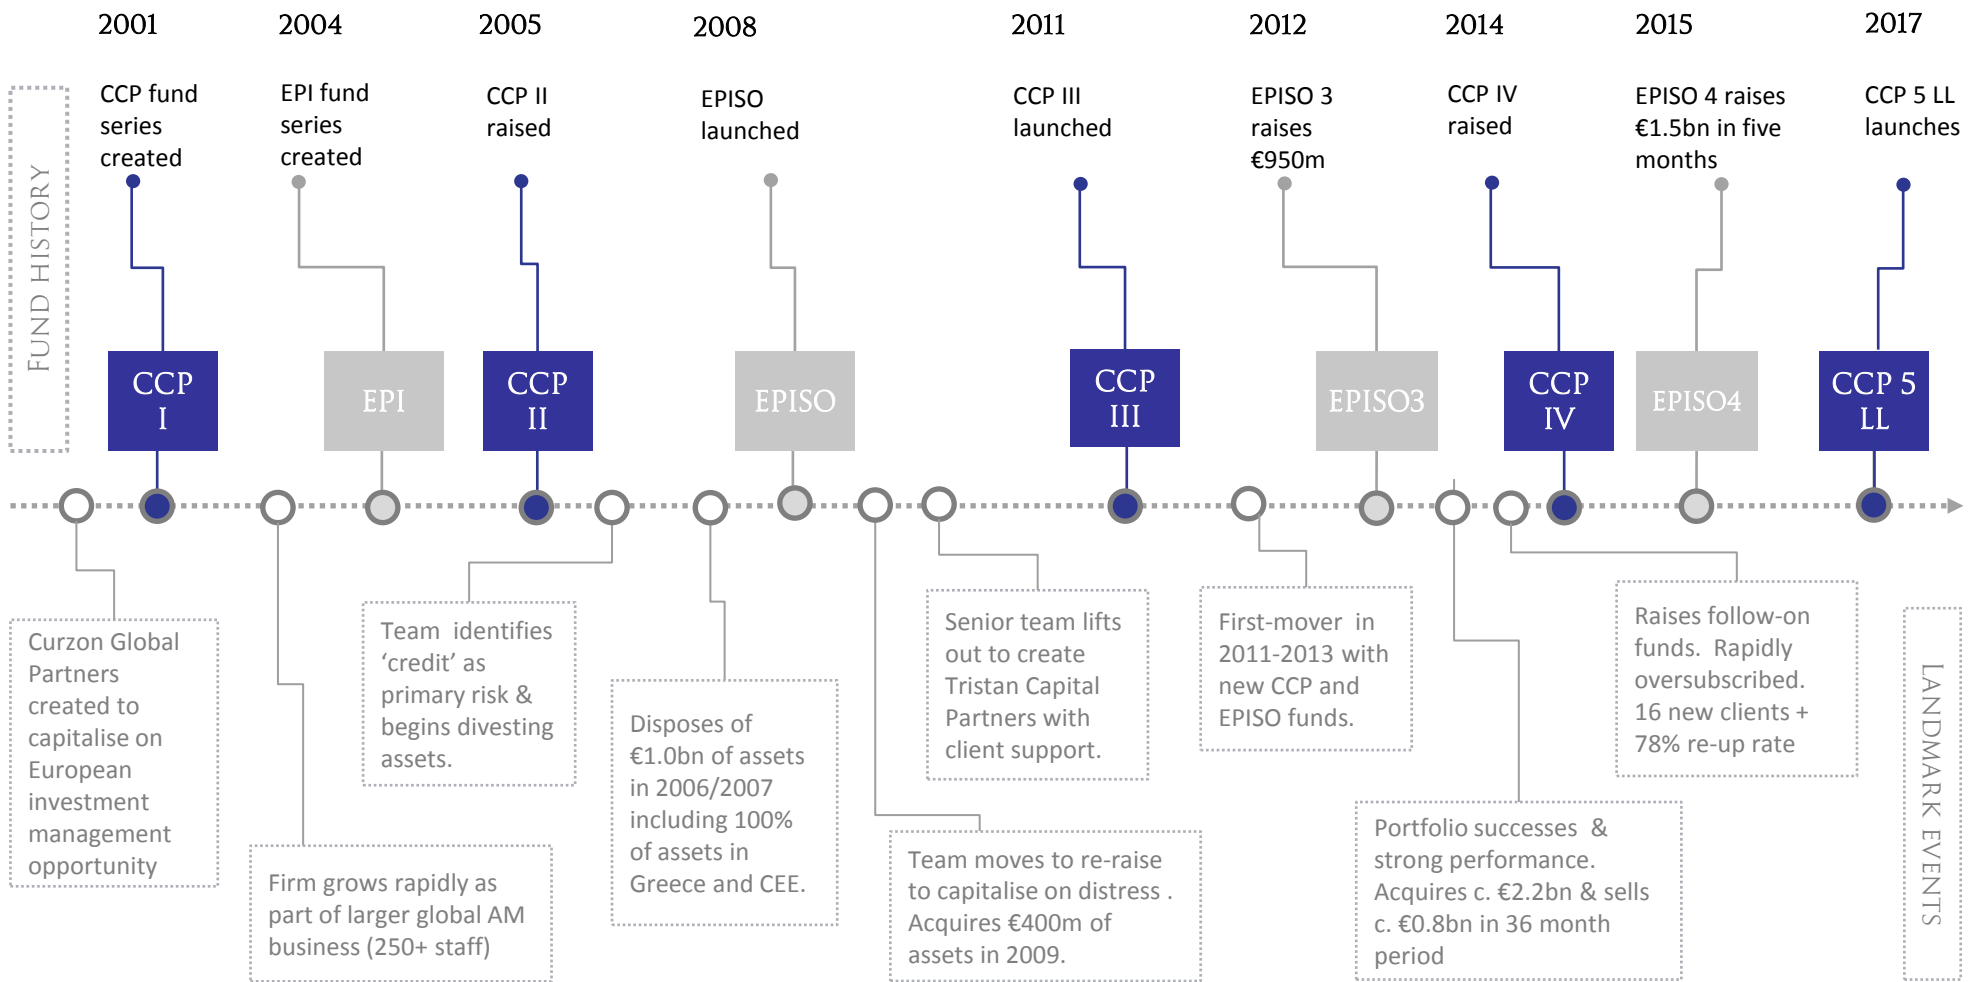 2001
2004
2005
2008
2011
2012
2014
2015
2017
FUND HISTORY
CCP fund
series
created
EPI fund
series
created
CCP II
raised
EPISO
launched
CCP III
launched
EPISO 3
raises
€950m
CCP IV
raised
EPISO 4 raises
€1.5bn in five
months
CCP 5 LL
launches
CCP
I
EPI
CCP
II
EPISO
CCP
III
EPISO3
CCP
IV
EPISO4
CCP 5
LL
Curzon Global
Partners
created to
capitalise on
European
investment
management
opportunity
Firm grows rapidly as
part of larger global AM
business (250+ staff)
Team identifies
‘credit’ as
primary risk &
begins divesting
assets.
Disposes of
€1.0bn of assets
in 2006/2007
including 100%
of assets in
Greece and CEE.
Team moves to re-raise
to capitalise on distress .
Acquires €400m of
assets in 2009.
Senior team lifts
out to create
Tristan Capital
Partners with
client support.
First-mover in
2011-2013 with
new CCP and
EPISO funds.
Portfolio successes &
strong performance.
Acquires c. €2.2bn & sells
c. €0.8bn in 36 month
period
Raises follow-on
funds. Rapidly
oversubscribed.
16 new clients +
78% re-up rate
LANDMARK EVENTS